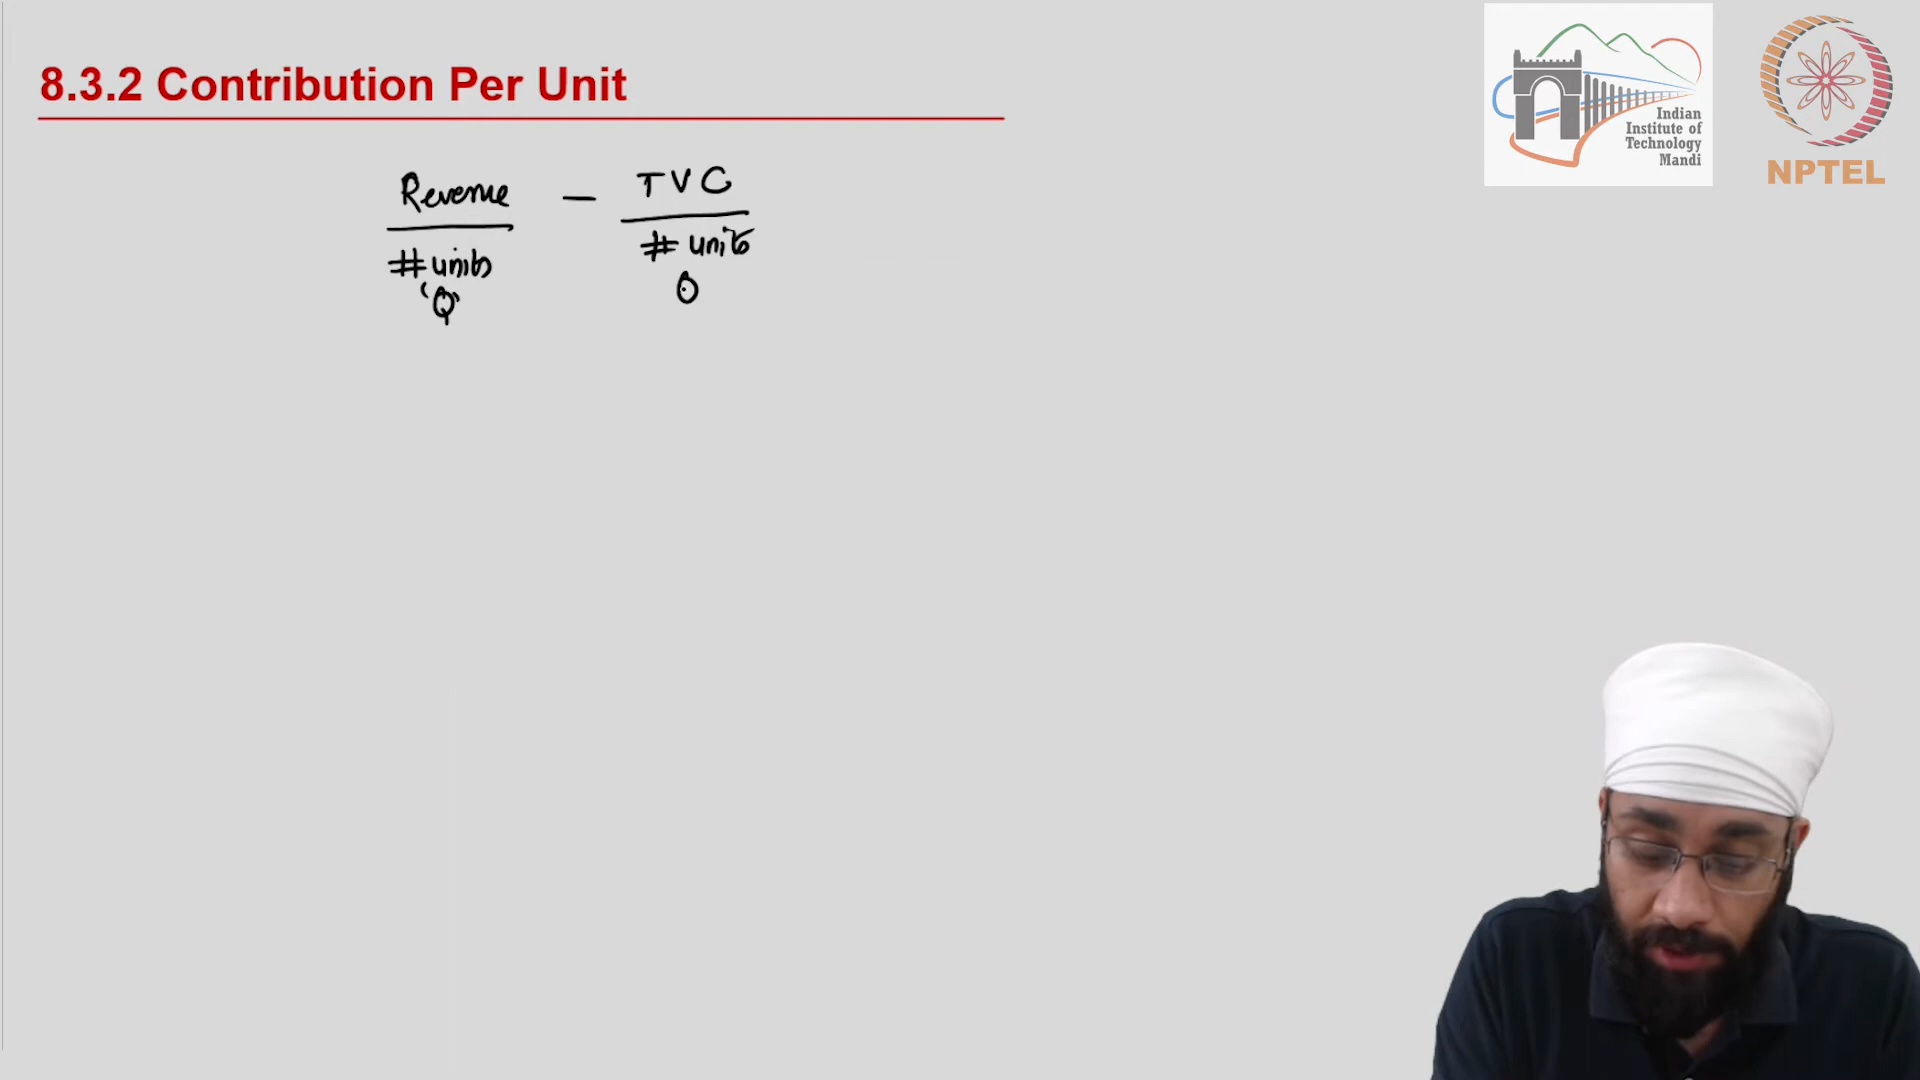 8.3.2 Contribution Per Unit
Revenue - TVC
# units # units
'Q' Q
Indian
Institute of
Technology
Mandi
NPTEL